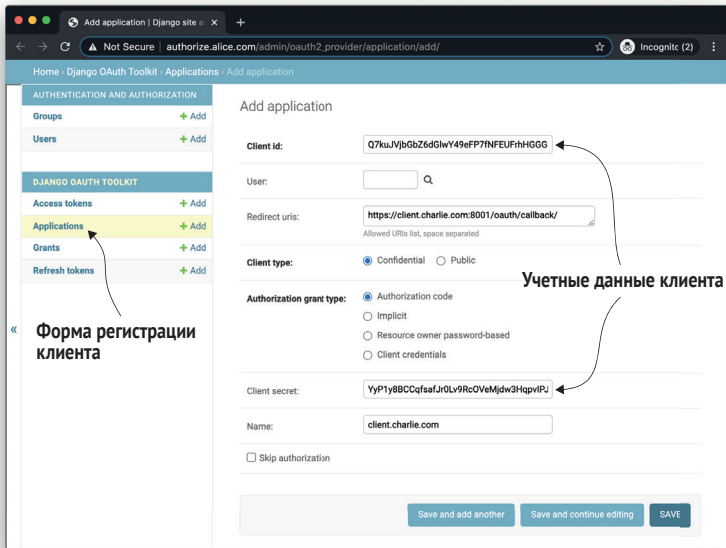 Add application | Django site a
Not Secure | authorize.alice.com/admin/oauth2_provider/application/add/
Incognito (2)
Home › Django OAuth Toolkit › Applications › Add application
AUTHENTICATION AND AUTHORIZATION
Groups + Add
Users + Add
DJANGO OAUTH TOOLKIT
Access tokens + Add
Applications + Add
Grants + Add
Refresh tokens + Add
«
Форма регистрации
клиента
Add application
Client id: Q7kuJVjbGbZ6dGlwY49eFP7fNFEUFrhHGGG
User:
Redirect uris: https://client.charlie.com:8001/oauth/callback/
Allowed URIs list, space separated
Client type: Confidential Public
Учетные данные клиента
Authorization grant type: Authorization code
Implicit
Resource owner password-based
Client credentials
Client secret: YyP1y8BCCqfsafJr0Lv9RcOVeMjdw3HqpvIPJ
Name: client.charlie.com
Skip authorization
Save and add another Save and continue editing SAVE